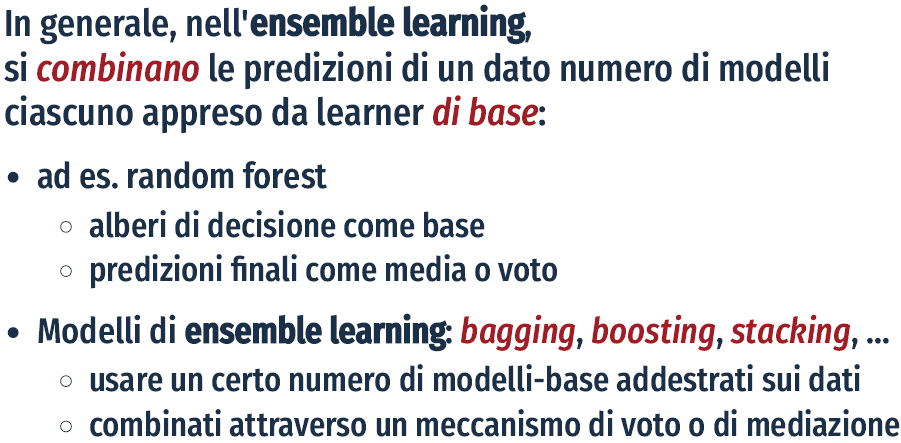 In generale, nell'ensemble learning,
si combinano le predizioni di un dato numero di modelli
ciascuno appreso da learner di base:
• ad es. random forest
◦ alberi di decisione come base
◦ predizioni finali come media o voto
• Modelli di ensemble learning: bagging, boosting, stacking, ...
◦ usare un certo numero di modelli-base addestrati sui dati
◦ combinati attraverso un meccanismo di voto o di mediazione